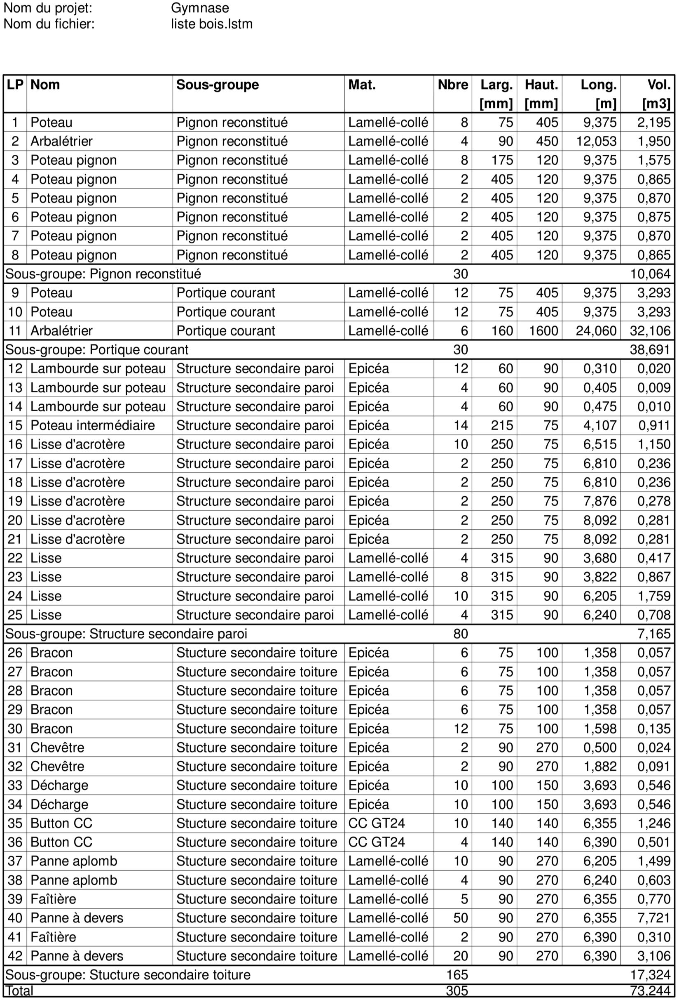 Nom du projet: Gymnase
Nom du fichier: liste bois.lstm
LP Nom Sous-groupe Mat. Nbre Larg. Haut. Long. Vol.
[mm] [mm] [m] [m3]
1 Poteau Pignon reconstitué Lamellé-collé 8 75 405 9,375 2,195
2 Arbalétrier Pignon reconstitué Lamellé-collé 4 90 450 12,053 1,950
3 Poteau pignon Pignon reconstitué Lamellé-collé 8 175 120 9,375 1,575
4 Poteau pignon Pignon reconstitué Lamellé-collé 2 405 120 9,375 0,865
5 Poteau pignon Pignon reconstitué Lamellé-collé 2 405 120 9,375 0,870
6 Poteau pignon Pignon reconstitué Lamellé-collé 2 405 120 9,375 0,875
7 Poteau pignon Pignon reconstitué Lamellé-collé 2 405 120 9,375 0,870
8 Poteau pignon Pignon reconstitué Lamellé-collé 2 405 120 9,375 0,865
Sous-groupe: Pignon reconstitué 30 10,064
9 Poteau Portique courant Lamellé-collé 12 75 405 9,375 3,293
10 Poteau Portique courant Lamellé-collé 12 75 405 9,375 3,293
11 Arbalétrier Portique courant Lamellé-collé 6 160 1600 24,060 32,106
Sous-groupe: Portique courant 30 38,691
12 Lambourde sur poteau Structure secondaire paroi Epicéa 12 60 90 0,310 0,020
13 Lambourde sur poteau Structure secondaire paroi Epicéa 4 60 90 0,405 0,009
14 Lambourde sur poteau Structure secondaire paroi Epicéa 4 60 90 0,475 0,010
15 Poteau intermédiaire Structure secondaire paroi Epicéa 14 215 75 4,107 0,911
16 Lisse d'acrotère Structure secondaire paroi Epicéa 10 250 75 6,515 1,150
17 Lisse d'acrotère Structure secondaire paroi Epicéa 2 250 75 6,810 0,236
18 Lisse d'acrotère Structure secondaire paroi Epicéa 2 250 75 6,810 0,236
19 Lisse d'acrotère Structure secondaire paroi Epicéa 2 250 75 7,876 0,278
20 Lisse d'acrotère Structure secondaire paroi Epicéa 2 250 75 8,092 0,281
21 Lisse d'acrotère Structure secondaire paroi Epicéa 2 250 75 8,092 0,281
22 Lisse Structure secondaire paroi Lamellé-collé 4 315 90 3,680 0,417
23 Lisse Structure secondaire paroi Lamellé-collé 8 315 90 3,822 0,867
24 Lisse Structure secondaire paroi Lamellé-collé 10 315 90 6,205 1,759
25 Lisse Structure secondaire paroi Lamellé-collé 4 315 90 6,240 0,708
Sous-groupe: Structure secondaire paroi 80 7,165
26 Bracon Stucture secondaire toiture Epicéa 6 75 100 1,358 0,057
27 Bracon Stucture secondaire toiture Epicéa 6 75 100 1,358 0,057
28 Bracon Stucture secondaire toiture Epicéa 6 75 100 1,358 0,057
29 Bracon Stucture secondaire toiture Epicéa 6 75 100 1,358 0,057
30 Bracon Stucture secondaire toiture Epicéa 12 75 100 1,598 0,135
31 Chevêtre Stucture secondaire toiture Epicéa 2 90 270 0,500 0,024
32 Chevêtre Stucture secondaire toiture Epicéa 2 90 270 1,882 0,091
33 Décharge Stucture secondaire toiture Epicéa 10 100 150 3,693 0,546
34 Décharge Stucture secondaire toiture Epicéa 10 100 150 3,693 0,546
35 Button CC Stucture secondaire toiture CC GT24 10 140 140 6,355 1,246
36 Button CC Stucture secondaire toiture CC GT24 4 140 140 6,390 0,501
37 Panne aplomb Stucture secondaire toiture Lamellé-collé 10 90 270 6,205 1,499
38 Panne aplomb Stucture secondaire toiture Lamellé-collé 4 90 270 6,240 0,603
39 Faîtière Stucture secondaire toiture Lamellé-collé 5 90 270 6,355 0,770
40 Panne à devers Stucture secondaire toiture Lamellé-collé 50 90 270 6,355 7,721
41 Faîtière Stucture secondaire toiture Lamellé-collé 2 90 270 6,390 0,310
42 Panne à devers Stucture secondaire toiture Lamellé-collé 20 90 270 6,390 3,106
Sous-groupe: Stucture secondaire toiture 165 17,324
Total 305 73,244